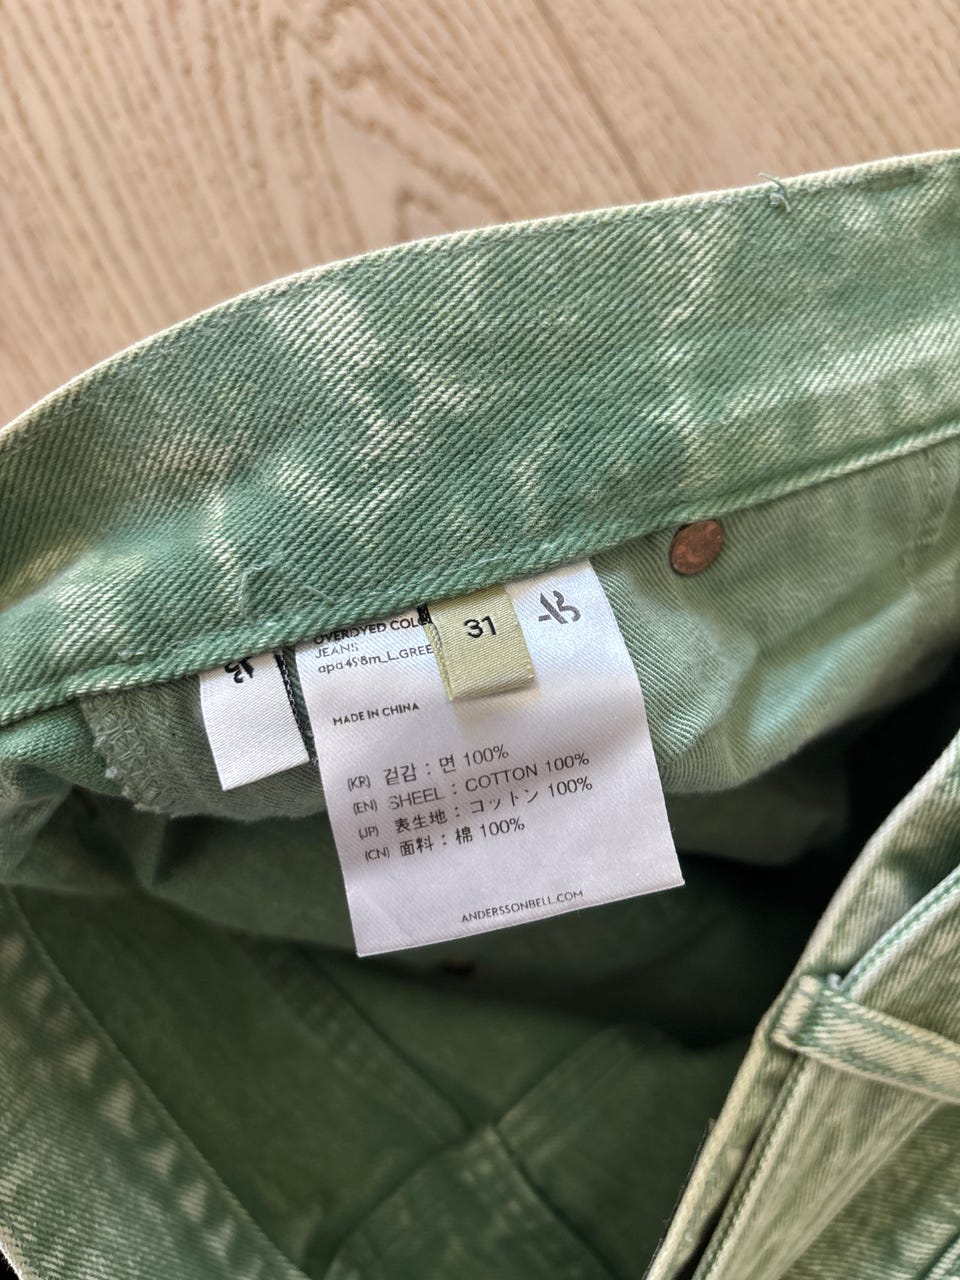 OVERDYED COLO
JEANS
apa498m_L.GREE
31
MADE IN CHINA
(KR) 겉감 : 면 100%
(EN) SHEEL : COTTON 100%
(JP) 表生地 : コットン 100%
(CN) 面料 : 棉 100%
ANDERSSONBELL.COM